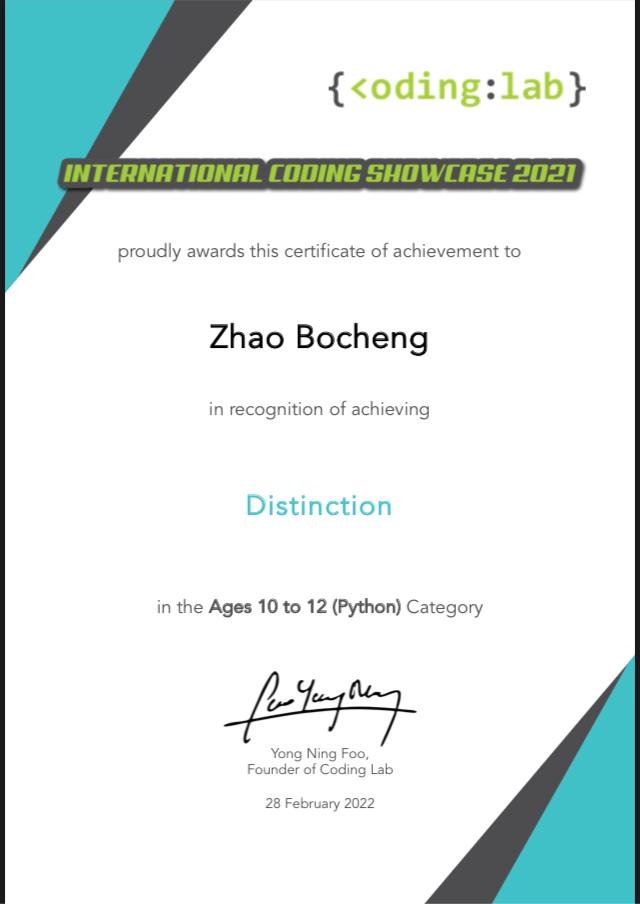 {<oding:lab}
INTERNATIONAL CODING SHOWCASE 2021
proudly awards this certificate of achievement to
Zhao Bocheng
in recognition of achieving
Distinction
in the Ages 10 to 12 (Python) Category
Yong Ning Foo,
Founder of Coding Lab
28 February 2022